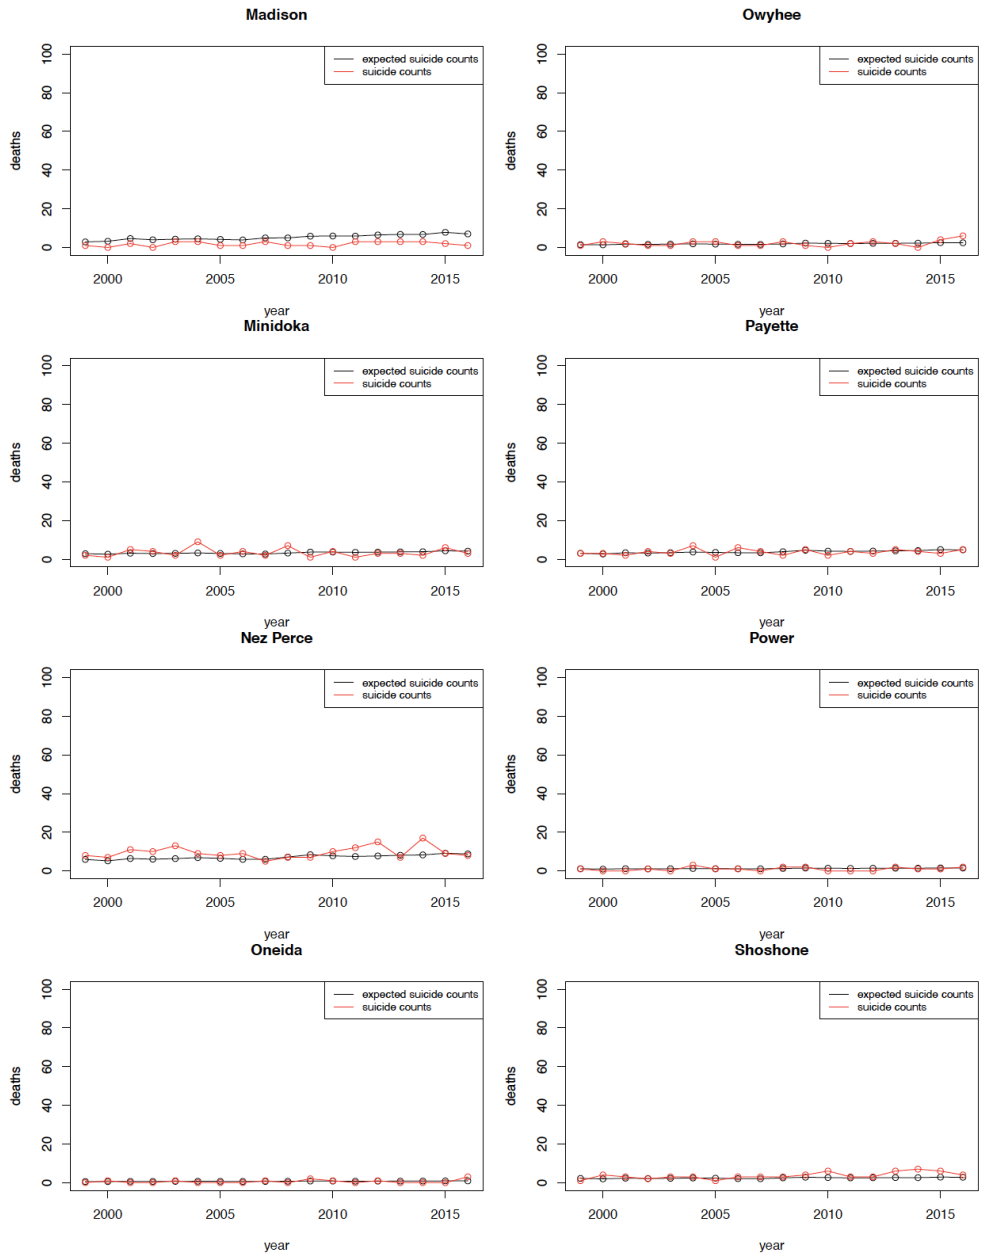 Madison
deaths
0 20 40 60 80 100
expected suicide counts
suicide counts
2000 2005 2010 2015
year
Owyhee
deaths
0 20 40 60 80 100
expected suicide counts
suicide counts
2000 2005 2010 2015
year
Minidoka
deaths
0 20 40 60 80 100
expected suicide counts
suicide counts
2000 2005 2010 2015
year
Payette
deaths
0 20 40 60 80 100
expected suicide counts
suicide counts
2000 2005 2010 2015
year
Nez Perce
deaths
0 20 40 60 80 100
expected suicide counts
suicide counts
2000 2005 2010 2015
year
Power
deaths
0 20 40 60 80 100
expected suicide counts
suicide counts
2000 2005 2010 2015
year
Oneida
deaths
0 20 40 60 80 100
expected suicide counts
suicide counts
2000 2005 2010 2015
year
Shoshone
deaths
0 20 40 60 80 100
expected suicide counts
suicide counts
2000 2005 2010 2015
year